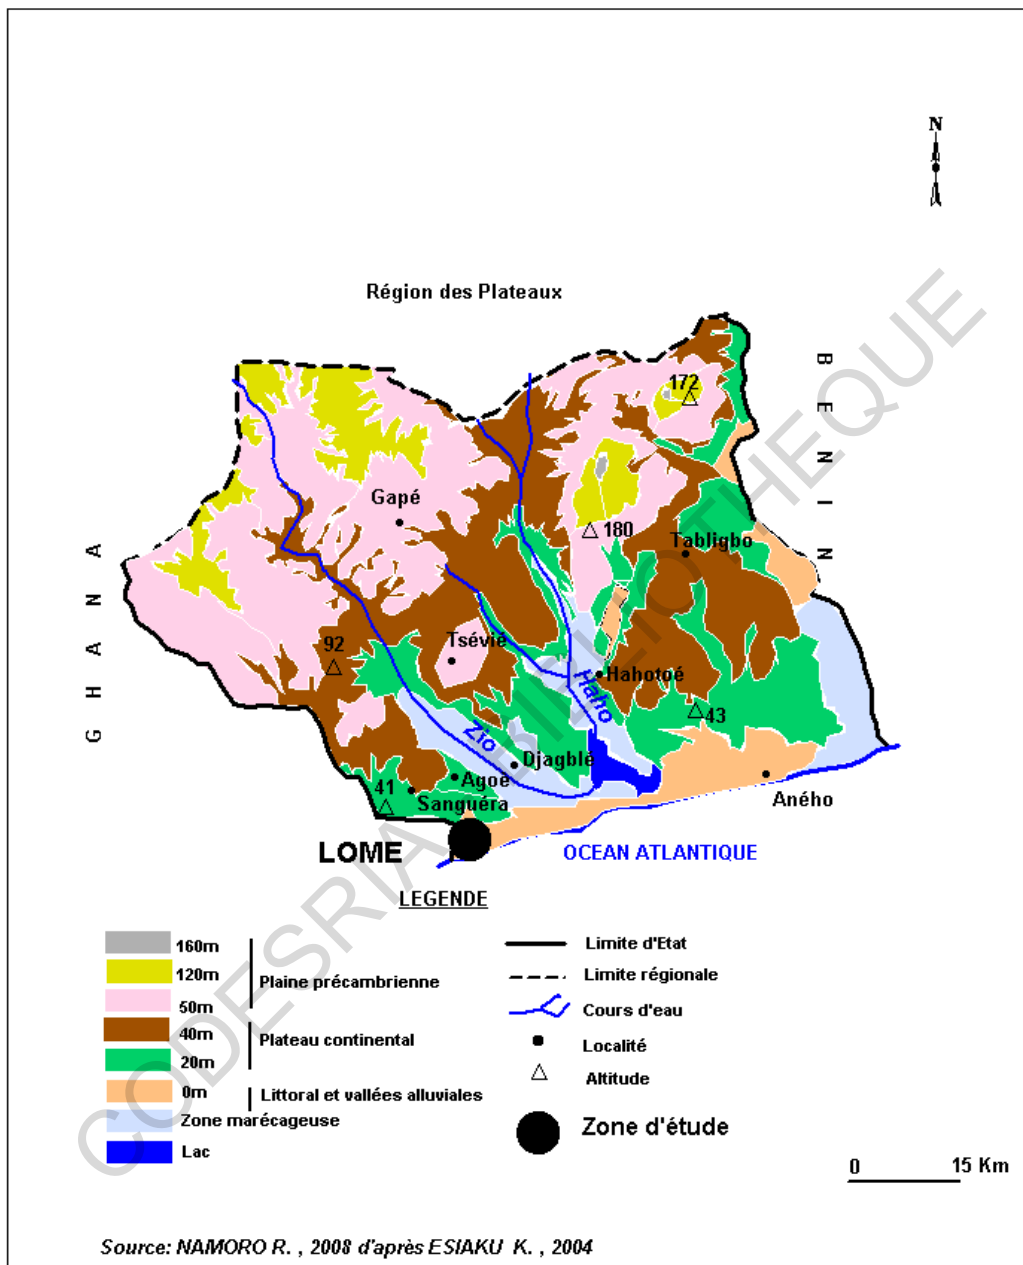 N
Région des Plateaux
BENIN
172
Gapé
180
Tabligbo
GHANA
92
Tsévié
Hahotoé
Haho
43
Zio
Djagblé
Agoe
41
Sanguéra
Aného
LOME
OCEAN ATLANTIQUE
LEGENDE
160m
120m
Plaine précambrienne
50m
40m
Plateau continental
20m
0m
Littoral et vallées alluviales
Zone marécageuse
Lac
Limite d'Etat
Limite régionale
Cours d'eau
Localité
Altitude
Zone d'étude
0 15 Km
Source: NAMORO R. , 2008 d'après ESIAKU K. , 2004
CODESRIA - BIBLIOTHEQUE